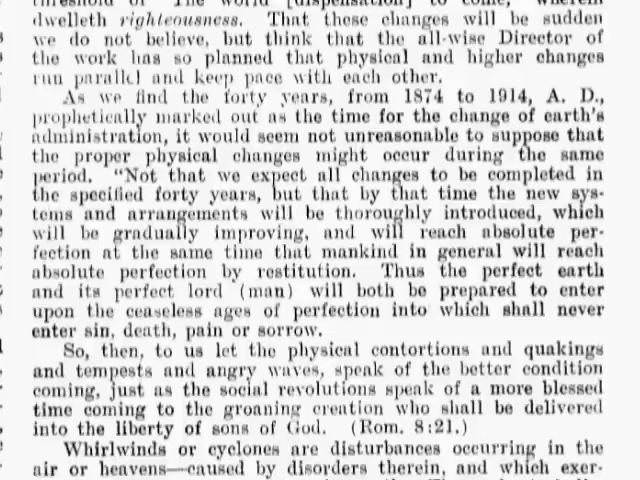 threshold of "The world [dispensation] to come, wherein
dwelleth righteousness. That these changes will be sudden
we do not believe, but think that the all-wise Director of
the work has so planned that physical and higher changes
run parallel and keep pace with each other.
As we find the forty years, from 1874 to 1914, A. D.,
prophetically marked out as the time for the change of earth's
administration, it would seem not unreasonable to suppose that
the proper physical changes might occur during the same
period. "Not that we expect all changes to be completed in
the specified forty years, but that by that time the new sys-
tems and arrangements will be thoroughly introduced, which
will be gradually improving, and will reach absolute per-
fection at the same time that mankind in general will reach
absolute perfection by restitution. Thus the perfect earth
and its perfect lord (man) will both be prepared to enter
upon the ceaseless ages of perfection into which shall never
enter sin, death, pain or sorrow.
So, then, to us let the physical contortions and quakings
and tempests and angry waves, speak of the better condition
coming, just as the social revolutions speak of a more blessed
time coming to the groaning creation who shall be delivered
into the liberty of sons of God. (Rom. 8:21.)
Whirlwinds or cyclones are disturbances occurring in the
air or heavens—caused by disorders therein, and which exer-